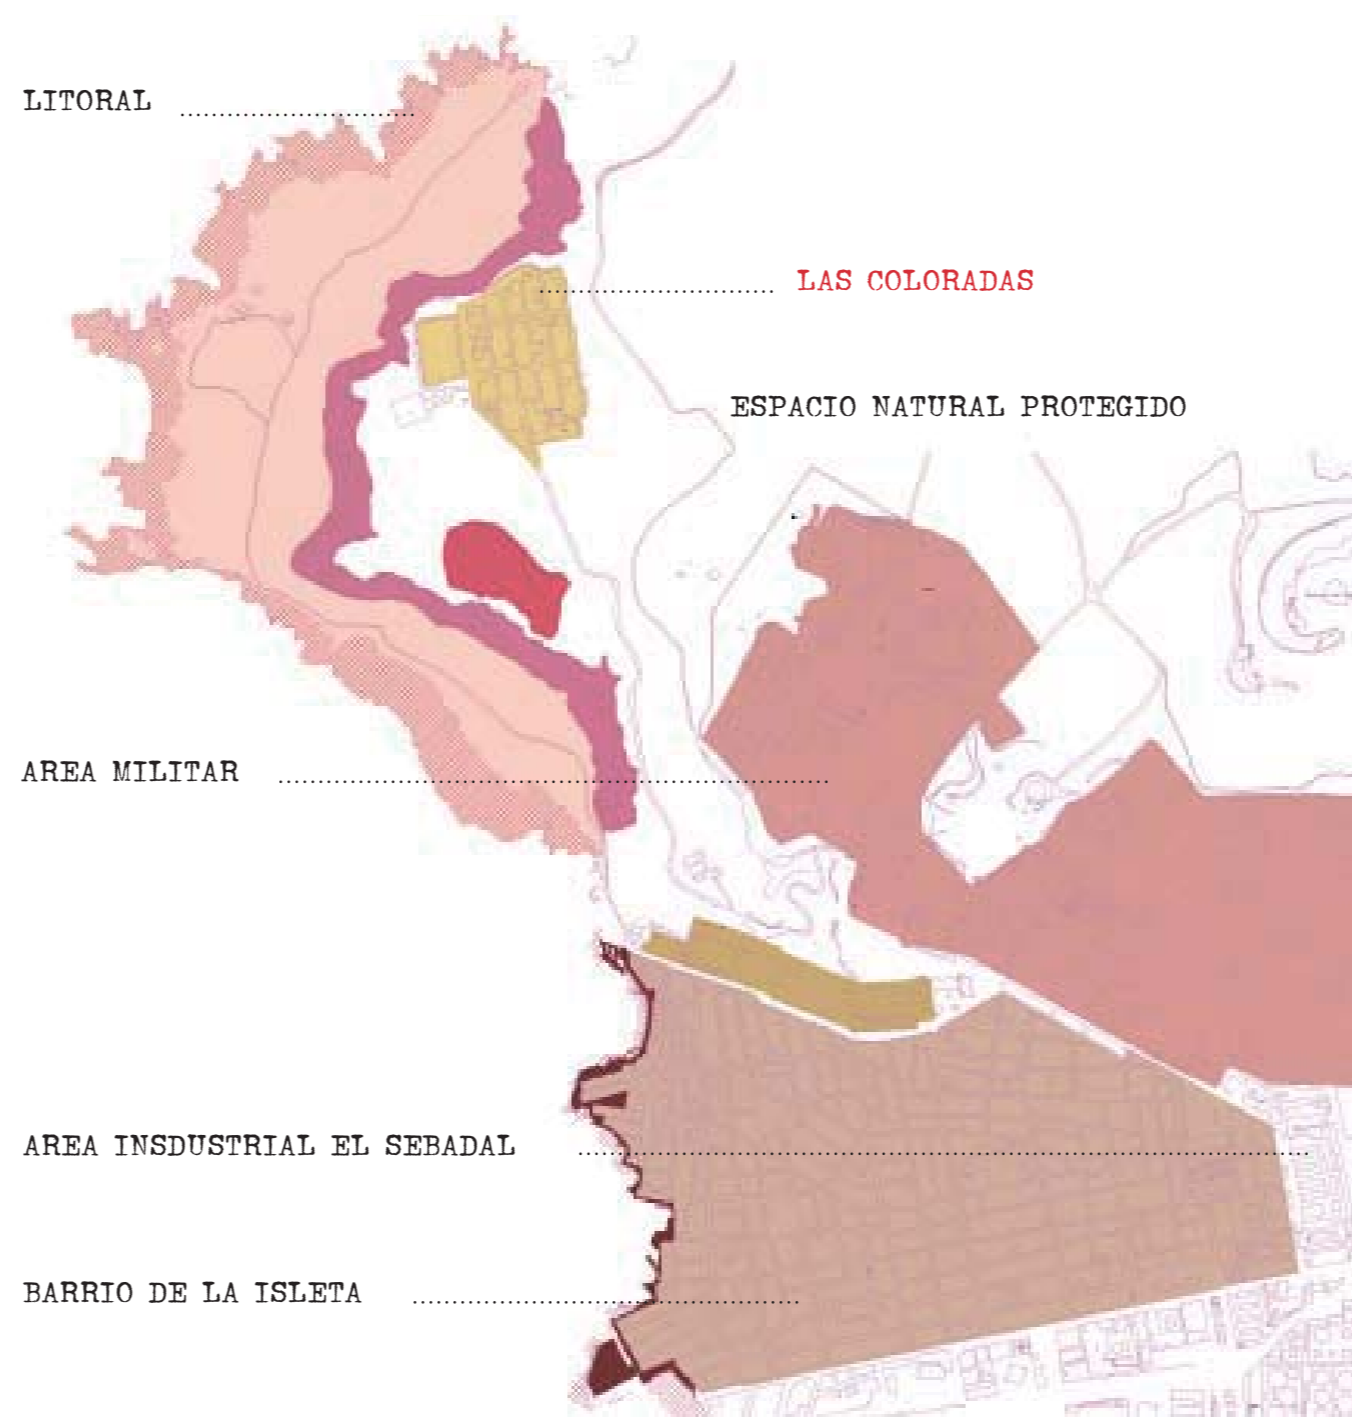 LITORAL
LAS COLORADAS
ESPACIO NATURAL PROTEGIDO
AREA MILITAR
AREA INSDUSTRIAL EL SEBADAL
BARRIO DE LA ISLETA